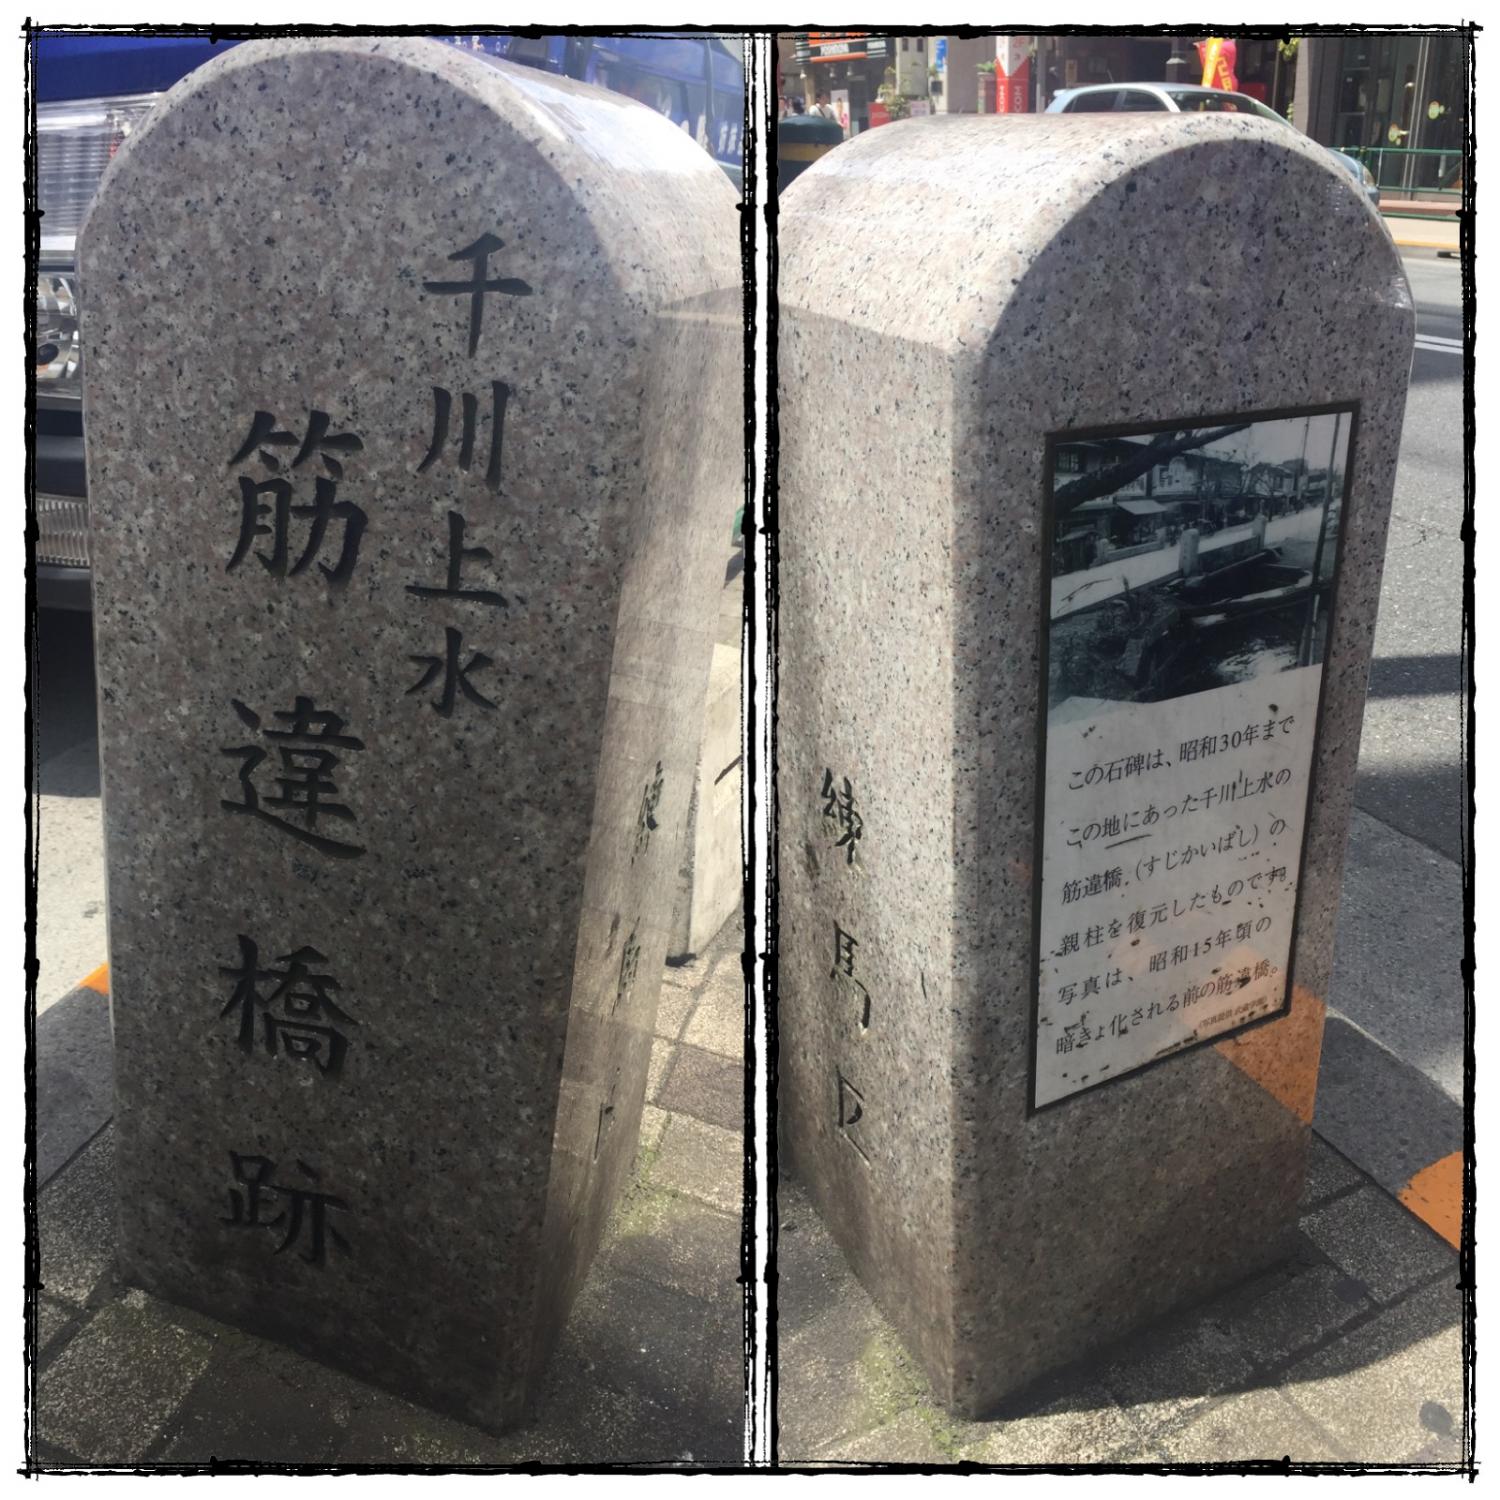 千川上水
筋違橋跡
練馬区
この石碑は、昭和30年まで
この地にあった千川上水の
筋違橋(すじかいばし)の
親柱を復元したものです。
写真は、昭和15年頃の
暗きょ化される前の筋違橋。